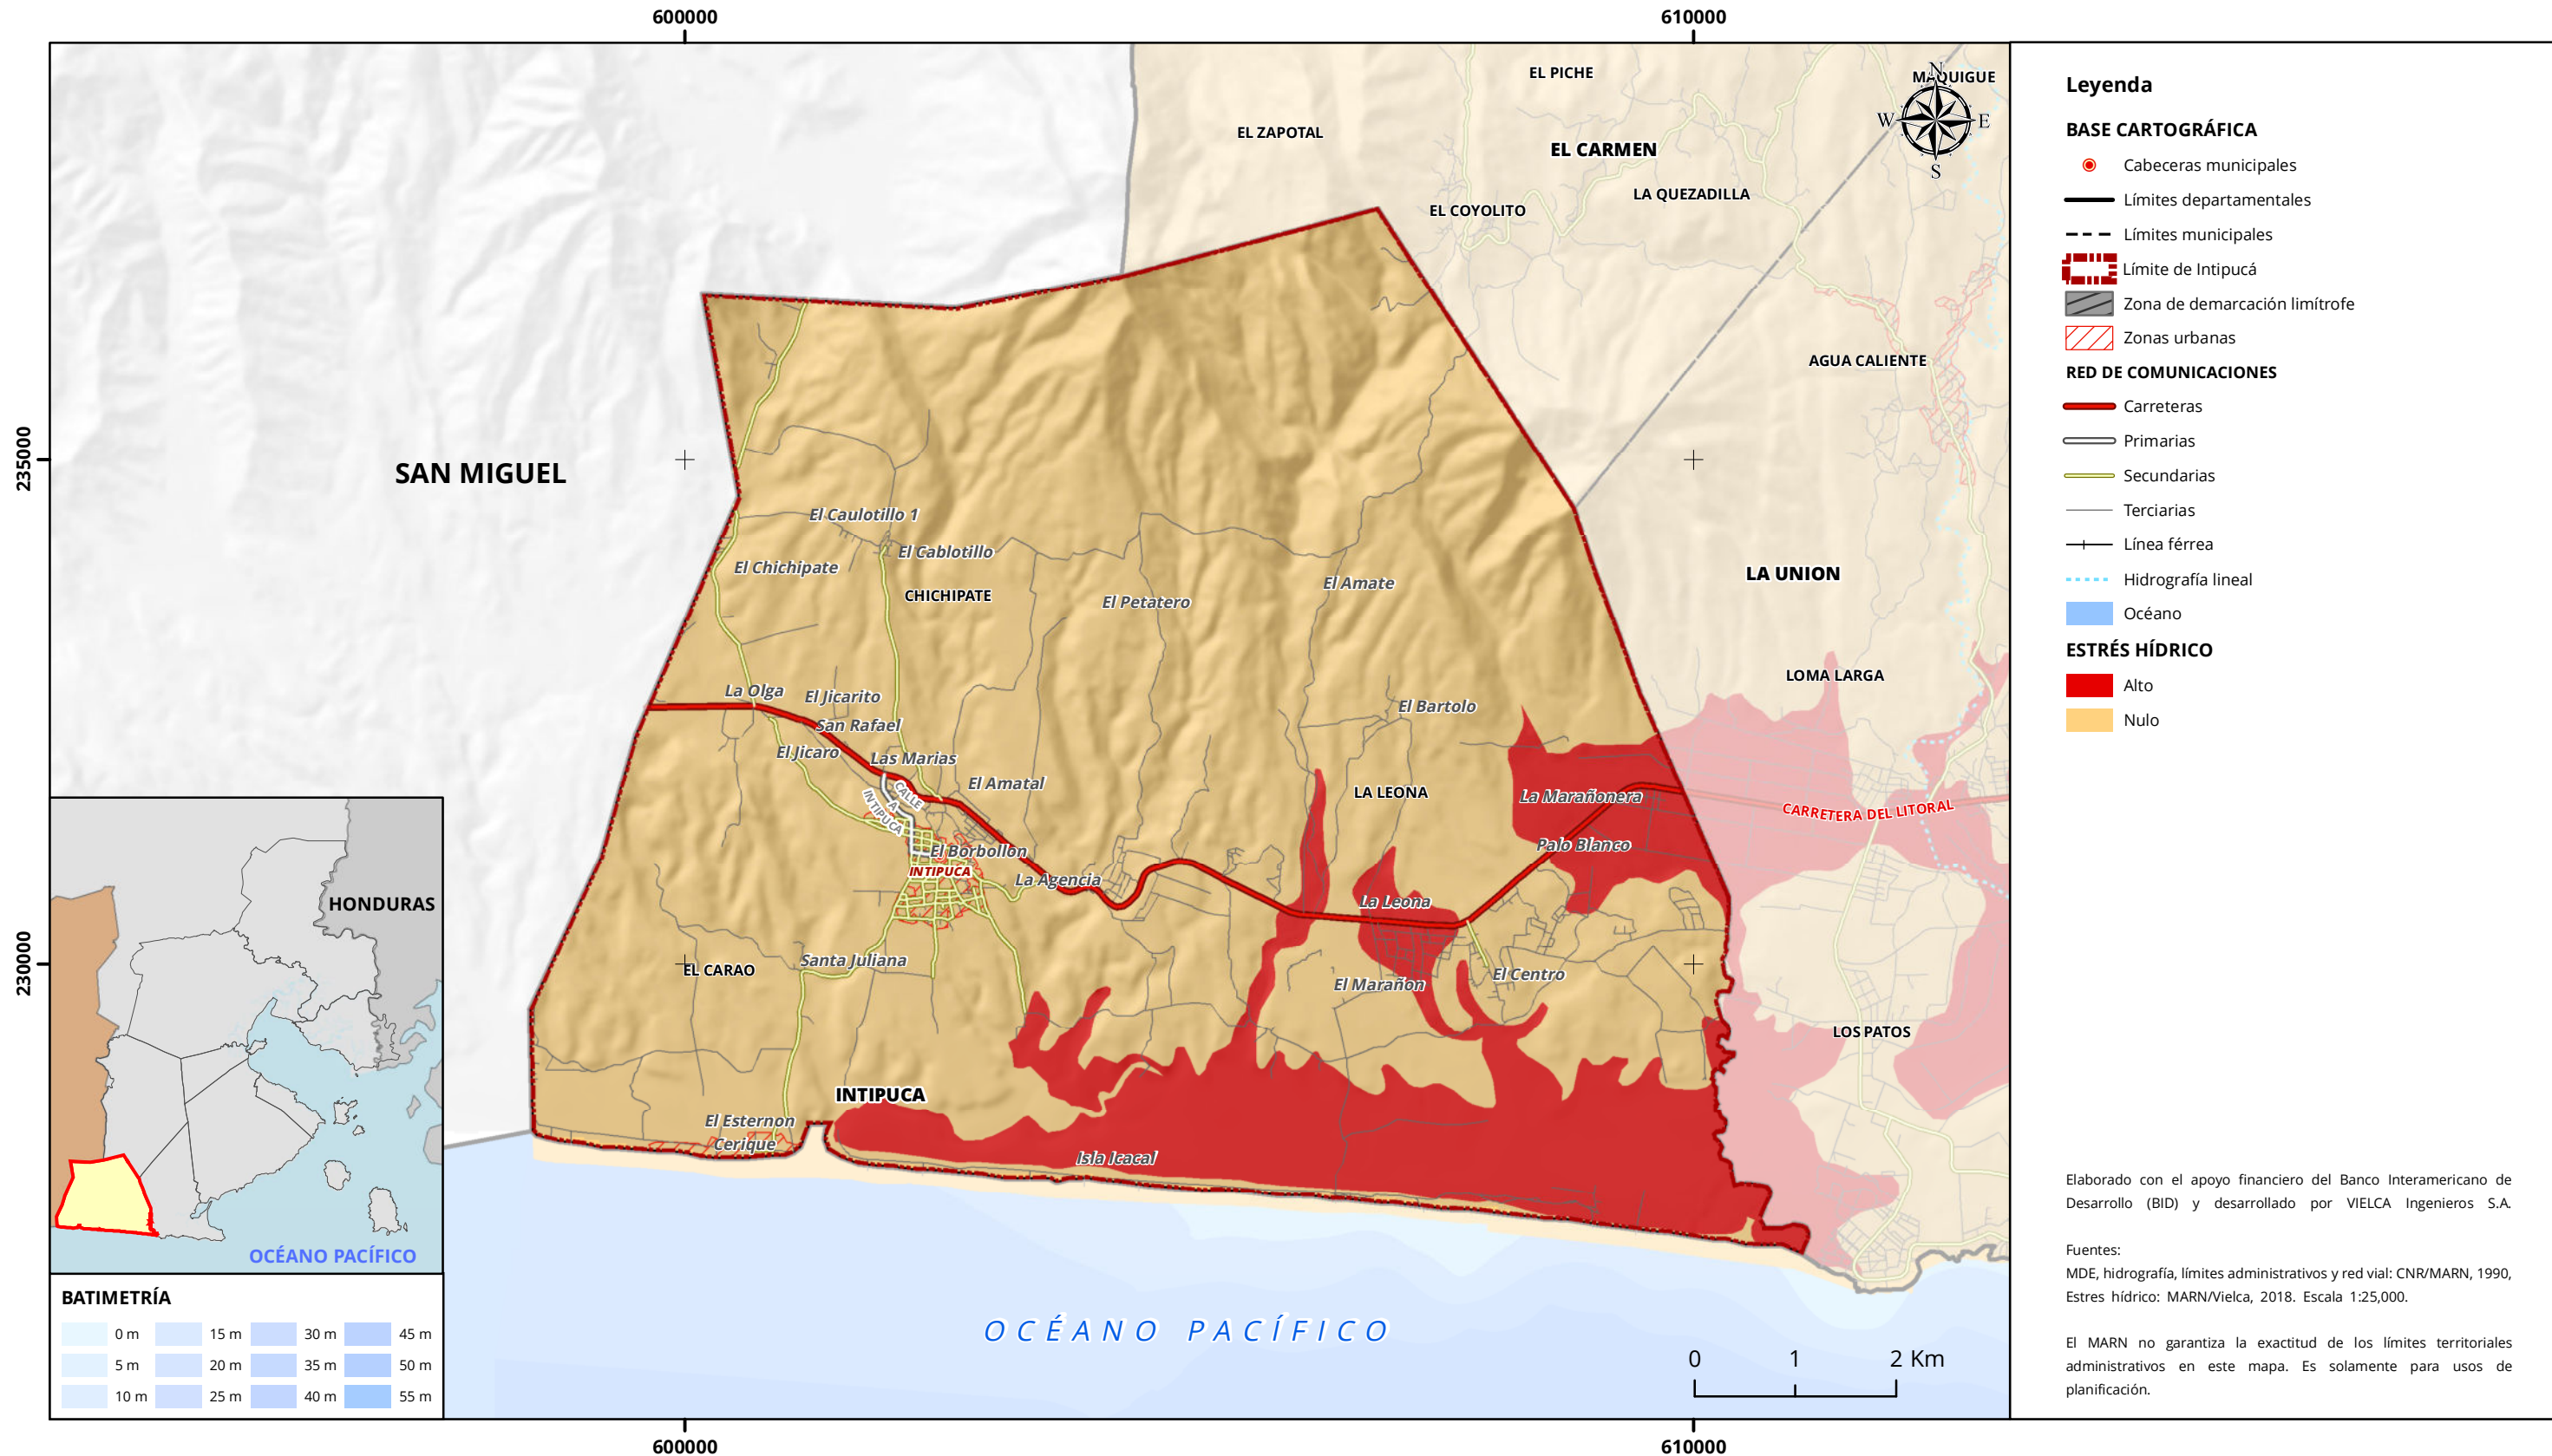 600000
610000
235000
230000
600000
610000
EL PICHE
MAQUIGUE
N
W
E
S
EL ZAPOTAL
EL CARMEN
LA QUEZADILLA
EL COYOLITO
AGUA CALIENTE
SAN MIGUEL
El Caulotillo 1
El Cablotillo
El Chichipate
CHICHIPATE
El Petatero
El Amate
LA UNION
LOMA LARGA
La Olga
El Jicarito
San Rafael
El Jicaro
Las Marias
El Bartolo
El Amatal
CALLE
A
INTIPUCA
LA LEONA
La Marañonera
CARRETERA DEL LITORAL
Palo Blanco
El Borbollón
INTIPUCA
La Agencia
La Leona
Santa Juliana
EL CARAO
El Marañon
El Centro
LOS PATOS
INTIPUCA
El Esternon
Cerique
Isla Icacal
OCÉANO PACÍFICO
0 1 2 Km
HONDURAS
OCÉANO PACÍFICO
BATIMETRÍA
0 m 15 m 30 m 45 m
5 m 20 m 35 m 50 m
10 m 25 m 40 m 55 m
Leyenda
BASE CARTOGRÁFICA
Cabeceras municipales
Límites departamentales
Límites municipales
Límite de Intipucá
Zona de demarcación limítrofe
Zonas urbanas
RED DE COMUNICACIONES
Carreteras
Primarias
Secundarias
Terciarias
Línea férrea
Hidrografía lineal
Océano
ESTRÉS HÍDRICO
Alto
Nulo
Elaborado con el apoyo financiero del Banco Interamericano de
Desarrollo (BID) y desarrollado por VIELCA Ingenieros S.A.
Fuentes:
MDE, hidrografía, límites administrativos y red vial: CNR/MARN, 1990,
Estres hídrico: MARN/Vielca, 2018. Escala 1:25,000.
El MARN no garantiza la exactitud de los límites territoriales
administrativos en este mapa. Es solamente para usos de
planificación.